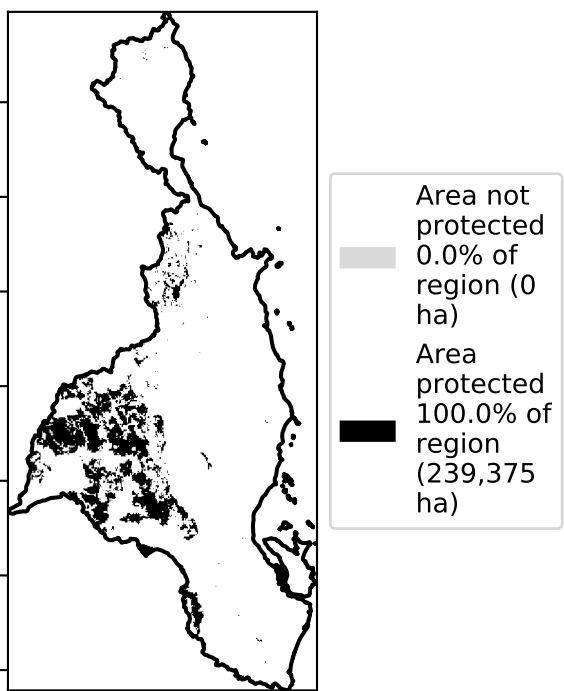 Area not
protected
0.0% of
region (0
ha)
Area
protected
100.0% of
region
(239,375
ha)